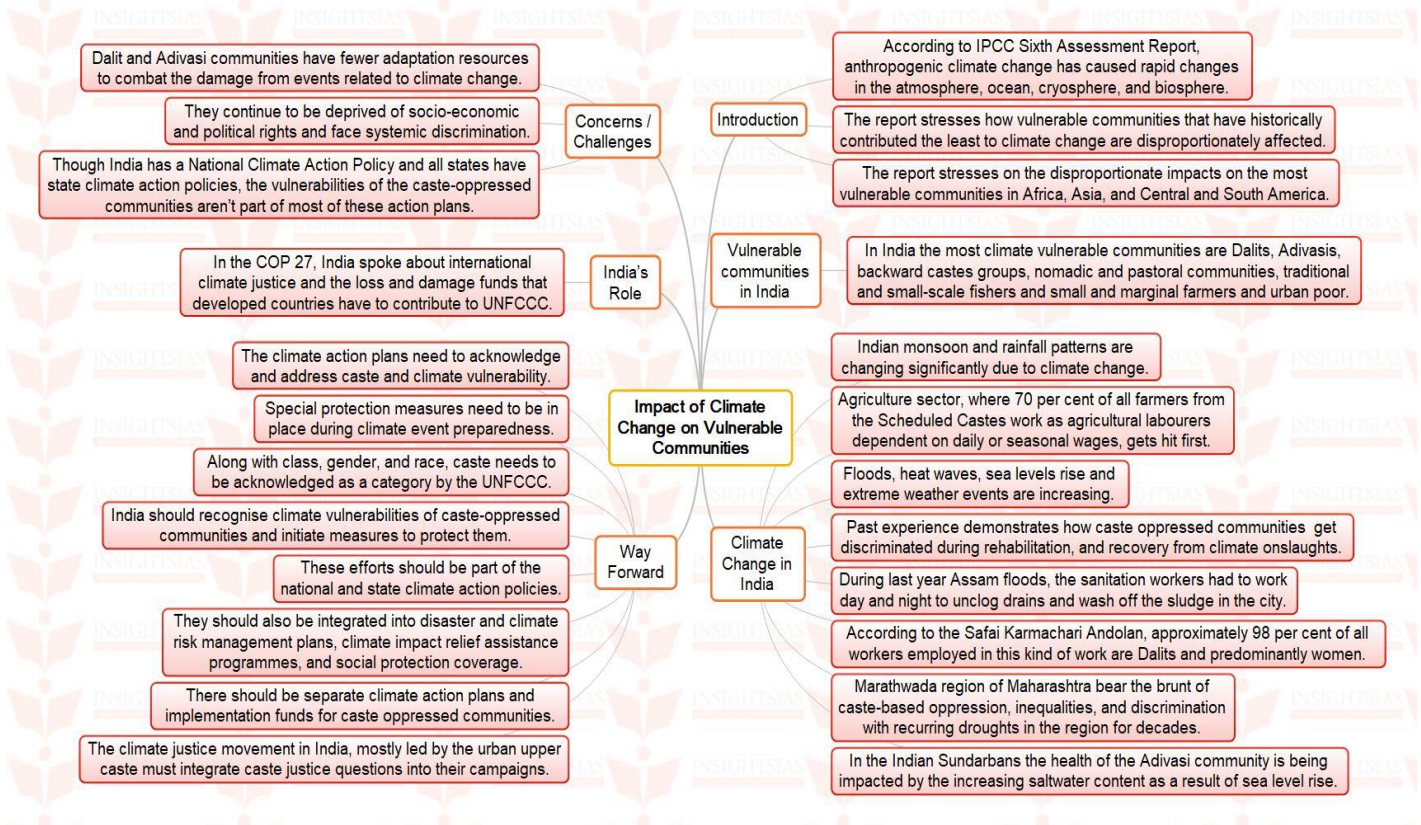 Impact of Climate
Change on Vulnerable
Communities
Introduction
According to IPCC Sixth Assessment Report,
anthropogenic climate change has caused rapid changes
in the atmosphere, ocean, cryosphere, and biosphere.
The report stresses how vulnerable communities that have historically
contributed the least to climate change are disproportionately affected.
The report stresses on the disproportionate impacts on the most
vulnerable communities in Africa, Asia, and Central and South America.
Vulnerable
communities
in India
In India the most climate vulnerable communities are Dalits, Adivasis,
backward castes groups, nomadic and pastoral communities, traditional
and small-scale fishers and small and marginal farmers and urban poor.
Climate
Change in
India
Indian monsoon and rainfall patterns are
changing significantly due to climate change.
Agriculture sector, where 70 per cent of all farmers from
the Scheduled Castes work as agricultural labourers
dependent on daily or seasonal wages, gets hit first.
Floods, heat waves, sea levels rise and
extreme weather events are increasing.
Past experience demonstrates how caste oppressed communities get
discriminated during rehabilitation, and recovery from climate onslaughts.
During last year Assam floods, the sanitation workers had to work
day and night to unclog drains and wash off the sludge in the city.
According to the Safai Karmachari Andolan, approximately 98 per cent of all
workers employed in this kind of work are Dalits and predominantly women.
Marathwada region of Maharashtra bear the brunt of
caste-based oppression, inequalities, and discrimination
with recurring droughts in the region for decades.
In the Indian Sundarbans the health of the Adivasi community is being
impacted by the increasing saltwater content as a result of sea level rise.
Concerns /
Challenges
Dalit and Adivasi communities have fewer adaptation resources
to combat the damage from events related to climate change.
They continue to be deprived of socio-economic
and political rights and face systemic discrimination.
Though India has a National Climate Action Policy and all states have
state climate action policies, the vulnerabilities of the caste-oppressed
communities aren't part of most of these action plans.
India's
Role
In the COP 27, India spoke about international
climate justice and the loss and damage funds that
developed countries have to contribute to UNFCCC.
Way
Forward
The climate action plans need to acknowledge
and address caste and climate vulnerability.
Special protection measures need to be in
place during climate event preparedness.
Along with class, gender, and race, caste needs to
be acknowledged as a category by the UNFCCC.
India should recognise climate vulnerabilities of caste-oppressed
communities and initiate measures to protect them.
These efforts should be part of the
national and state climate action policies.
They should also be integrated into disaster and climate
risk management plans, climate impact relief assistance
programmes, and social protection coverage.
There should be separate climate action plans and
implementation funds for caste oppressed communities.
The climate justice movement in India, mostly led by the urban upper
caste must integrate caste justice questions into their campaigns.
INSIGHTSIAS